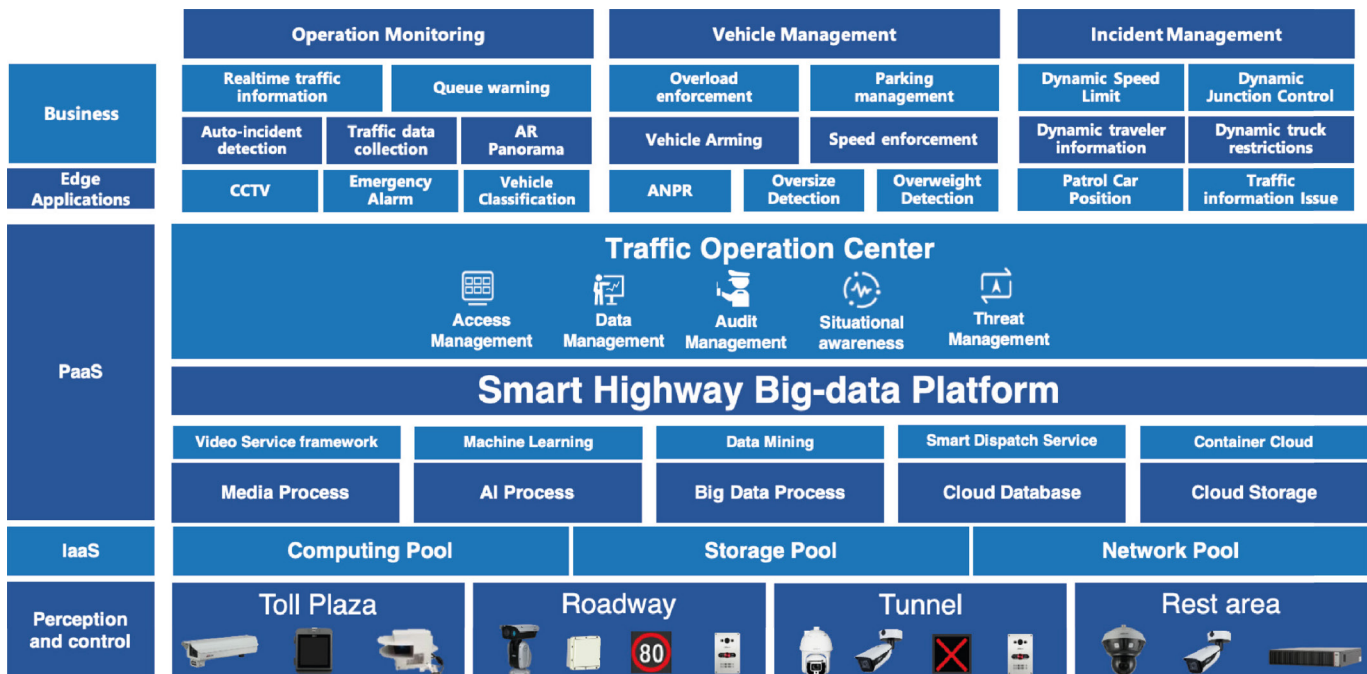 Operation Monitoring
Vehicle Management
Incident Management
Business
Realtime traffic
information
Queue warning
Overload
enforcement
Parking
management
Dynamic Speed
Limit
Dynamic
Junction Control
Auto-incident
detection
Traffic data
collection
AR
Panorama
Vehicle Arming
Speed enforcement
Dynamic traveler
information
Dynamic truck
restrictions
Edge
Applications
CCTV
Emergency
Alarm
Vehicle
Classification
ANPR
Oversize
Detection
Overweight
Detection
Patrol Car
Position
Traffic
information Issue
PaaS
Traffic Operation Center
Access
Management
Data
Management
Audit
Management
Situational
awareness
Threat
Management
Smart Highway Big-data Platform
Video Service framework
Machine Learning
Data Mining
Smart Dispatch Service
Container Cloud
Media Process
AI Process
Big Data Process
Cloud Database
Cloud Storage
IaaS
Computing Pool
Storage Pool
Network Pool
Perception
and control
Toll Plaza
Roadway
Tunnel
Rest area
80